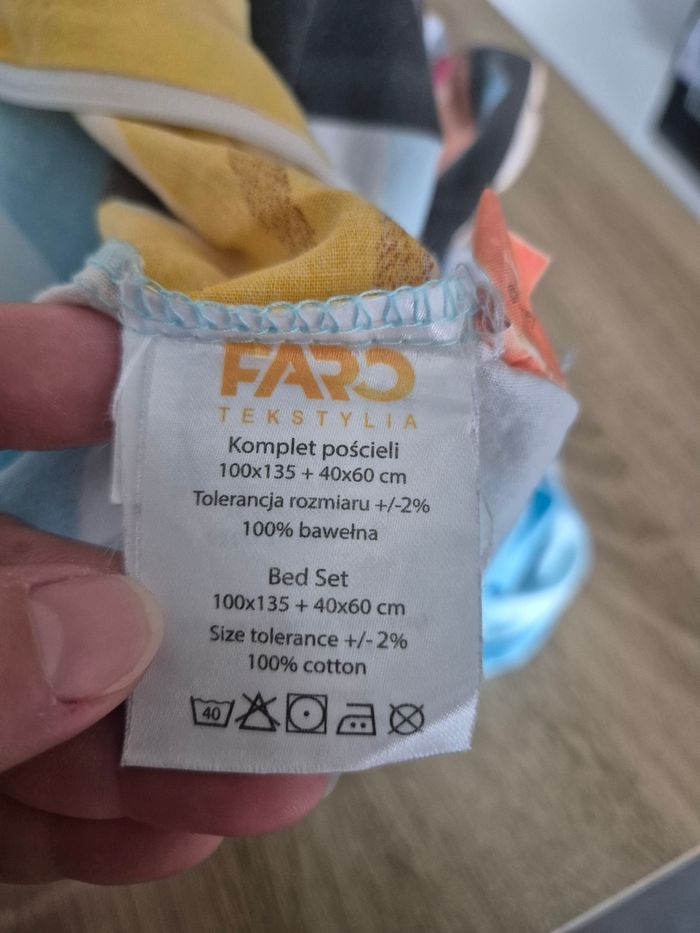 FARO
TEKSTYLIA
Komplet pościeli
100x135 + 40x60 cm
Tolerancja rozmiaru +/-2%
100% bawełna
Bed Set
100x135 + 40x60 cm
Size tolerance +/- 2%
100% cotton
40